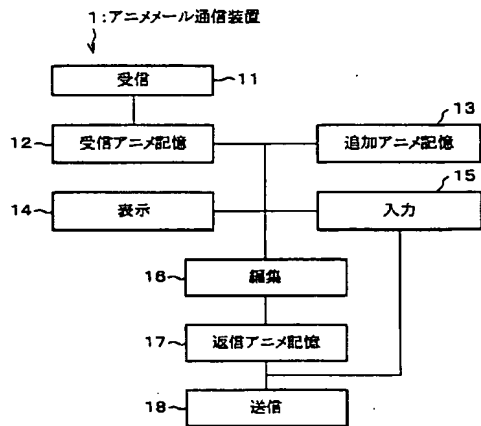 1:アニメメール通信装置
受信
11
12
受信アニメ記憶
13
追加アニメ記憶
14
表示
15
入力
16
編集
17
返信アニメ記憶
18
送信